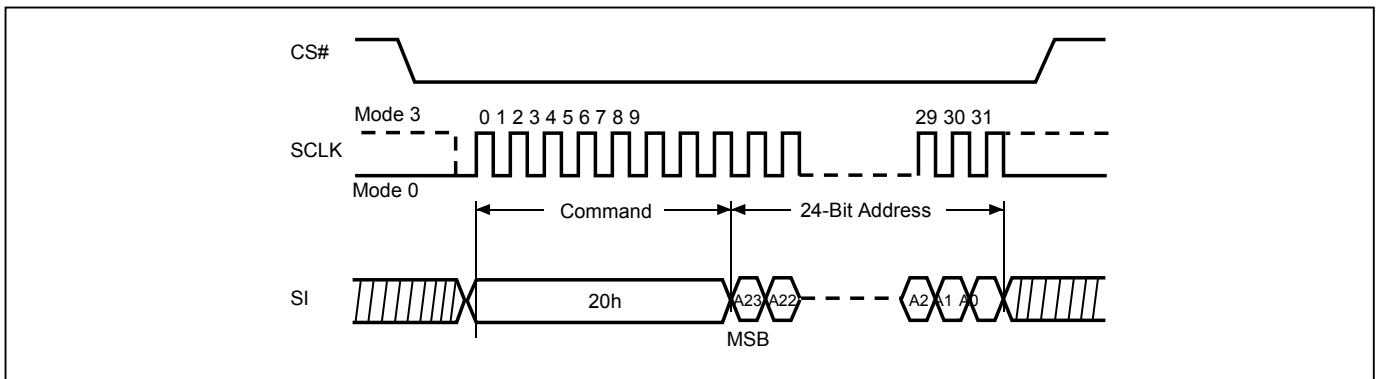 CS#
Mode 3
0 1 2 3 4 5 6 7 8 9
29 30 31
SCLK
Mode 0
Command
24-Bit Address
SI
20h
A23
A22
A2
A1
A0
MSB